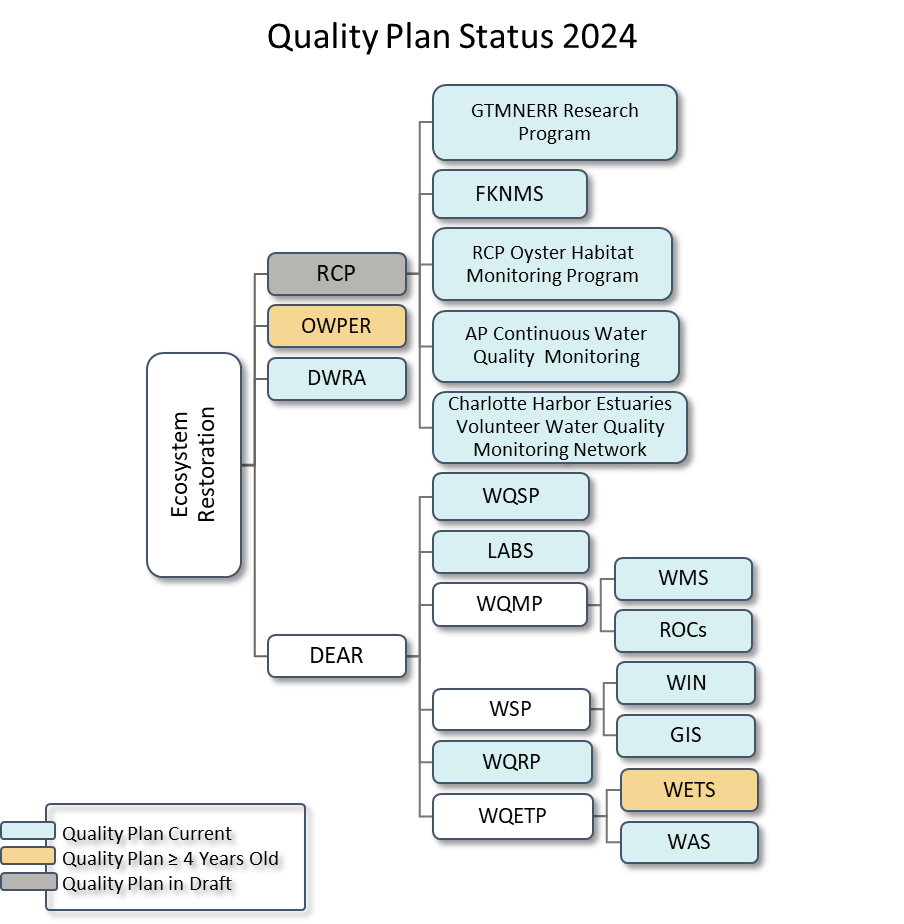 Quality Plan Status 2024
GTMNERR Research
Program
FKNMS
RCP
RCP Oyster Habitat
Monitoring Program
OWPER
AP Continuous Water
Quality  Monitoring
DWRA
Charlotte Harbor Estuaries
Volunteer Water Quality
Monitoring Network
Ecosystem
Restoration
WQSP
LABS
WQMP
WMS
ROCs
DEAR
WSP
WIN
GIS
WQRP
WQETP
WETS
WAS
Quality Plan Current
Quality Plan ≥ 4 Years Old
Quality Plan in Draft